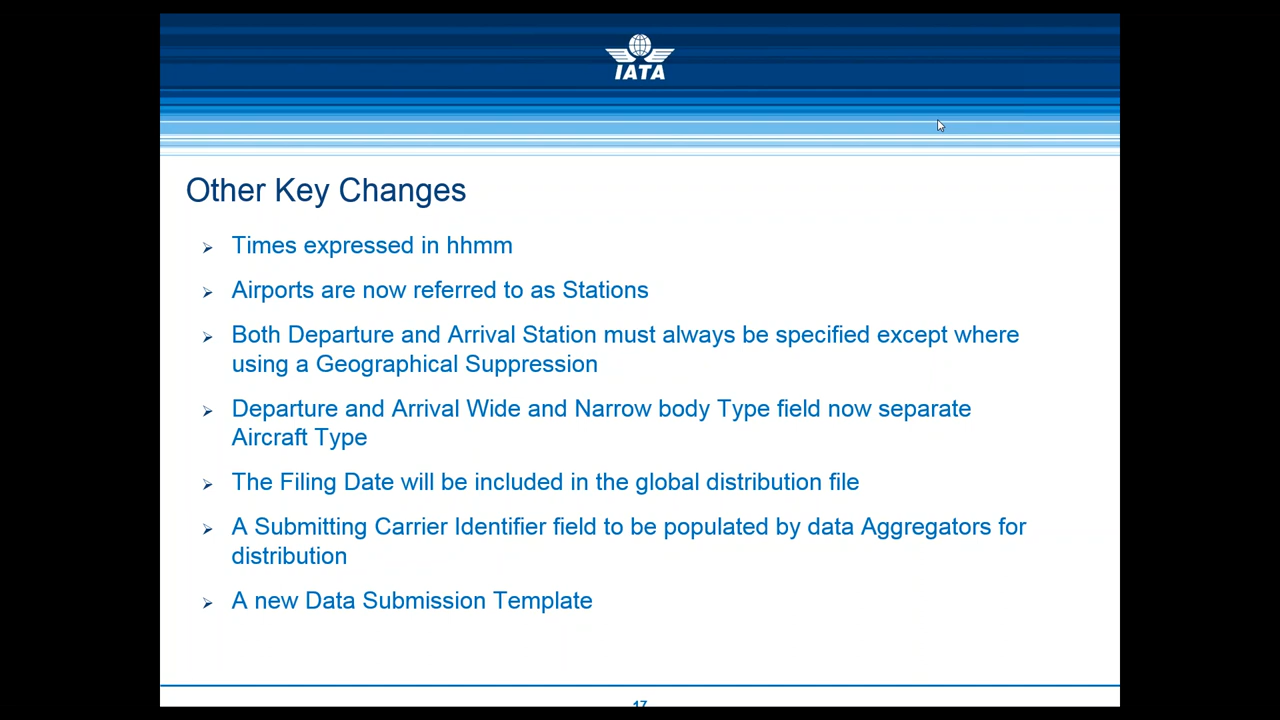 IATA
Other Key Changes
Times expressed in hhmm
Airports are now referred to as Stations
Both Departure and Arrival Station must always be specified except where
using a Geographical Suppression
Departure and Arrival Wide and Narrow body Type field now separate
Aircraft Type
The Filing Date will be included in the global distribution file
A Submitting Carrier Identifier field to be populated by data Aggregators for
distribution
A new Data Submission Template
17